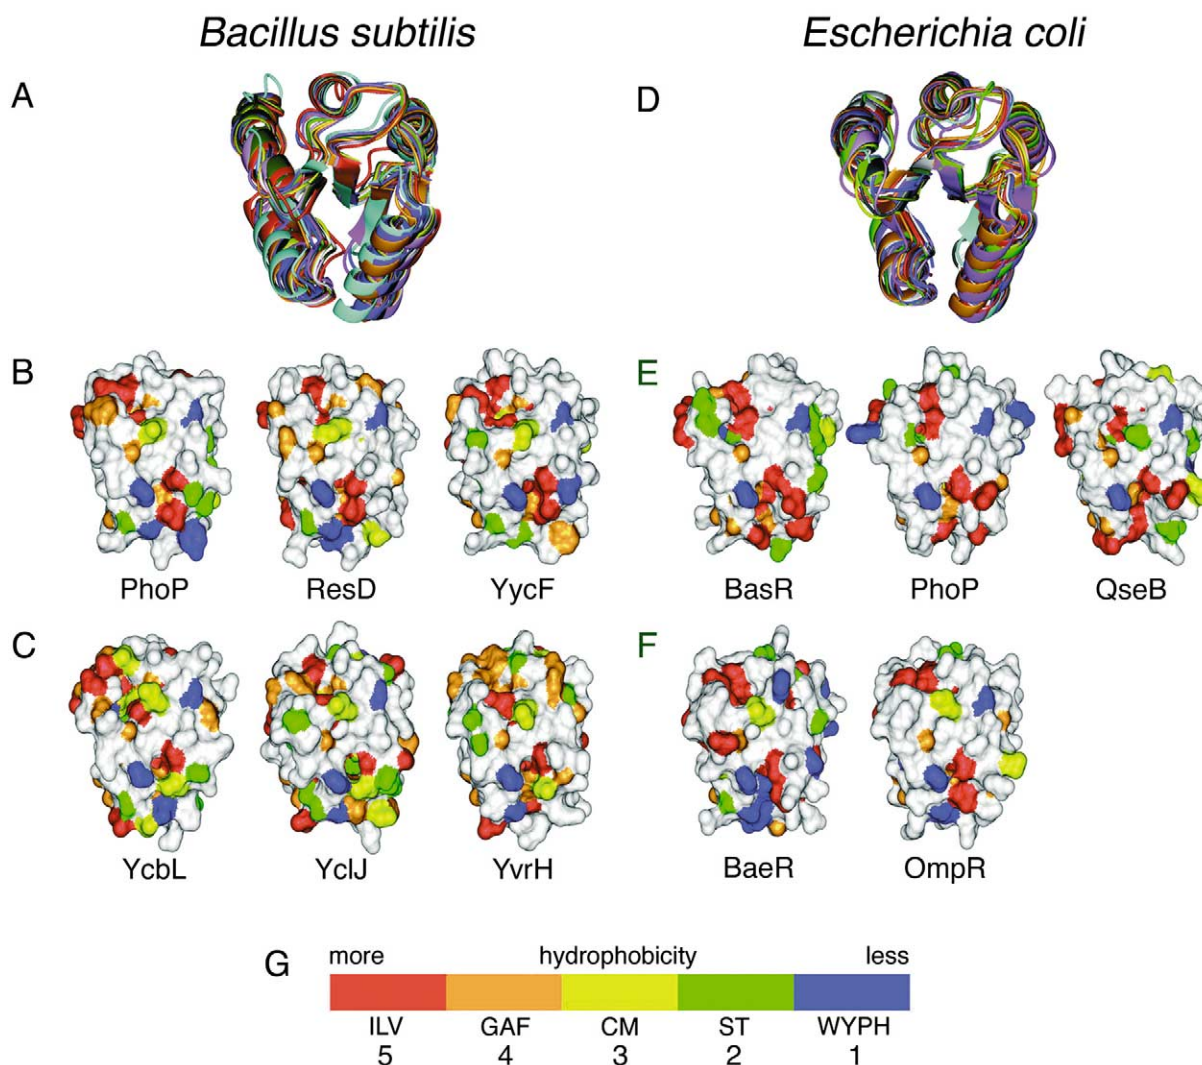 Bacillus subtilis
Escherichia coli
A
D
B
E
PhoP
ResD
YycF
BasR
PhoP
QseB
C
F
YcbL
YclJ
YvrH
BaeR
OmpR
G
more hydrophobicity less
ILV GAF CM ST WYPH
5 4 3 2 1